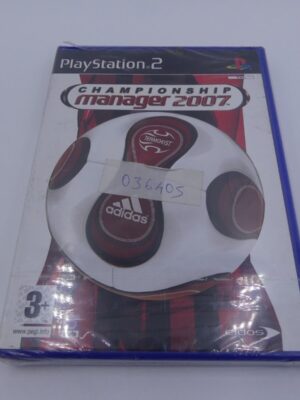 PlayStation 2
CHAMPIONSHIP
manager 2007
TEAMGEIST
036405
adidas
3+
www.pegi.info
eidos